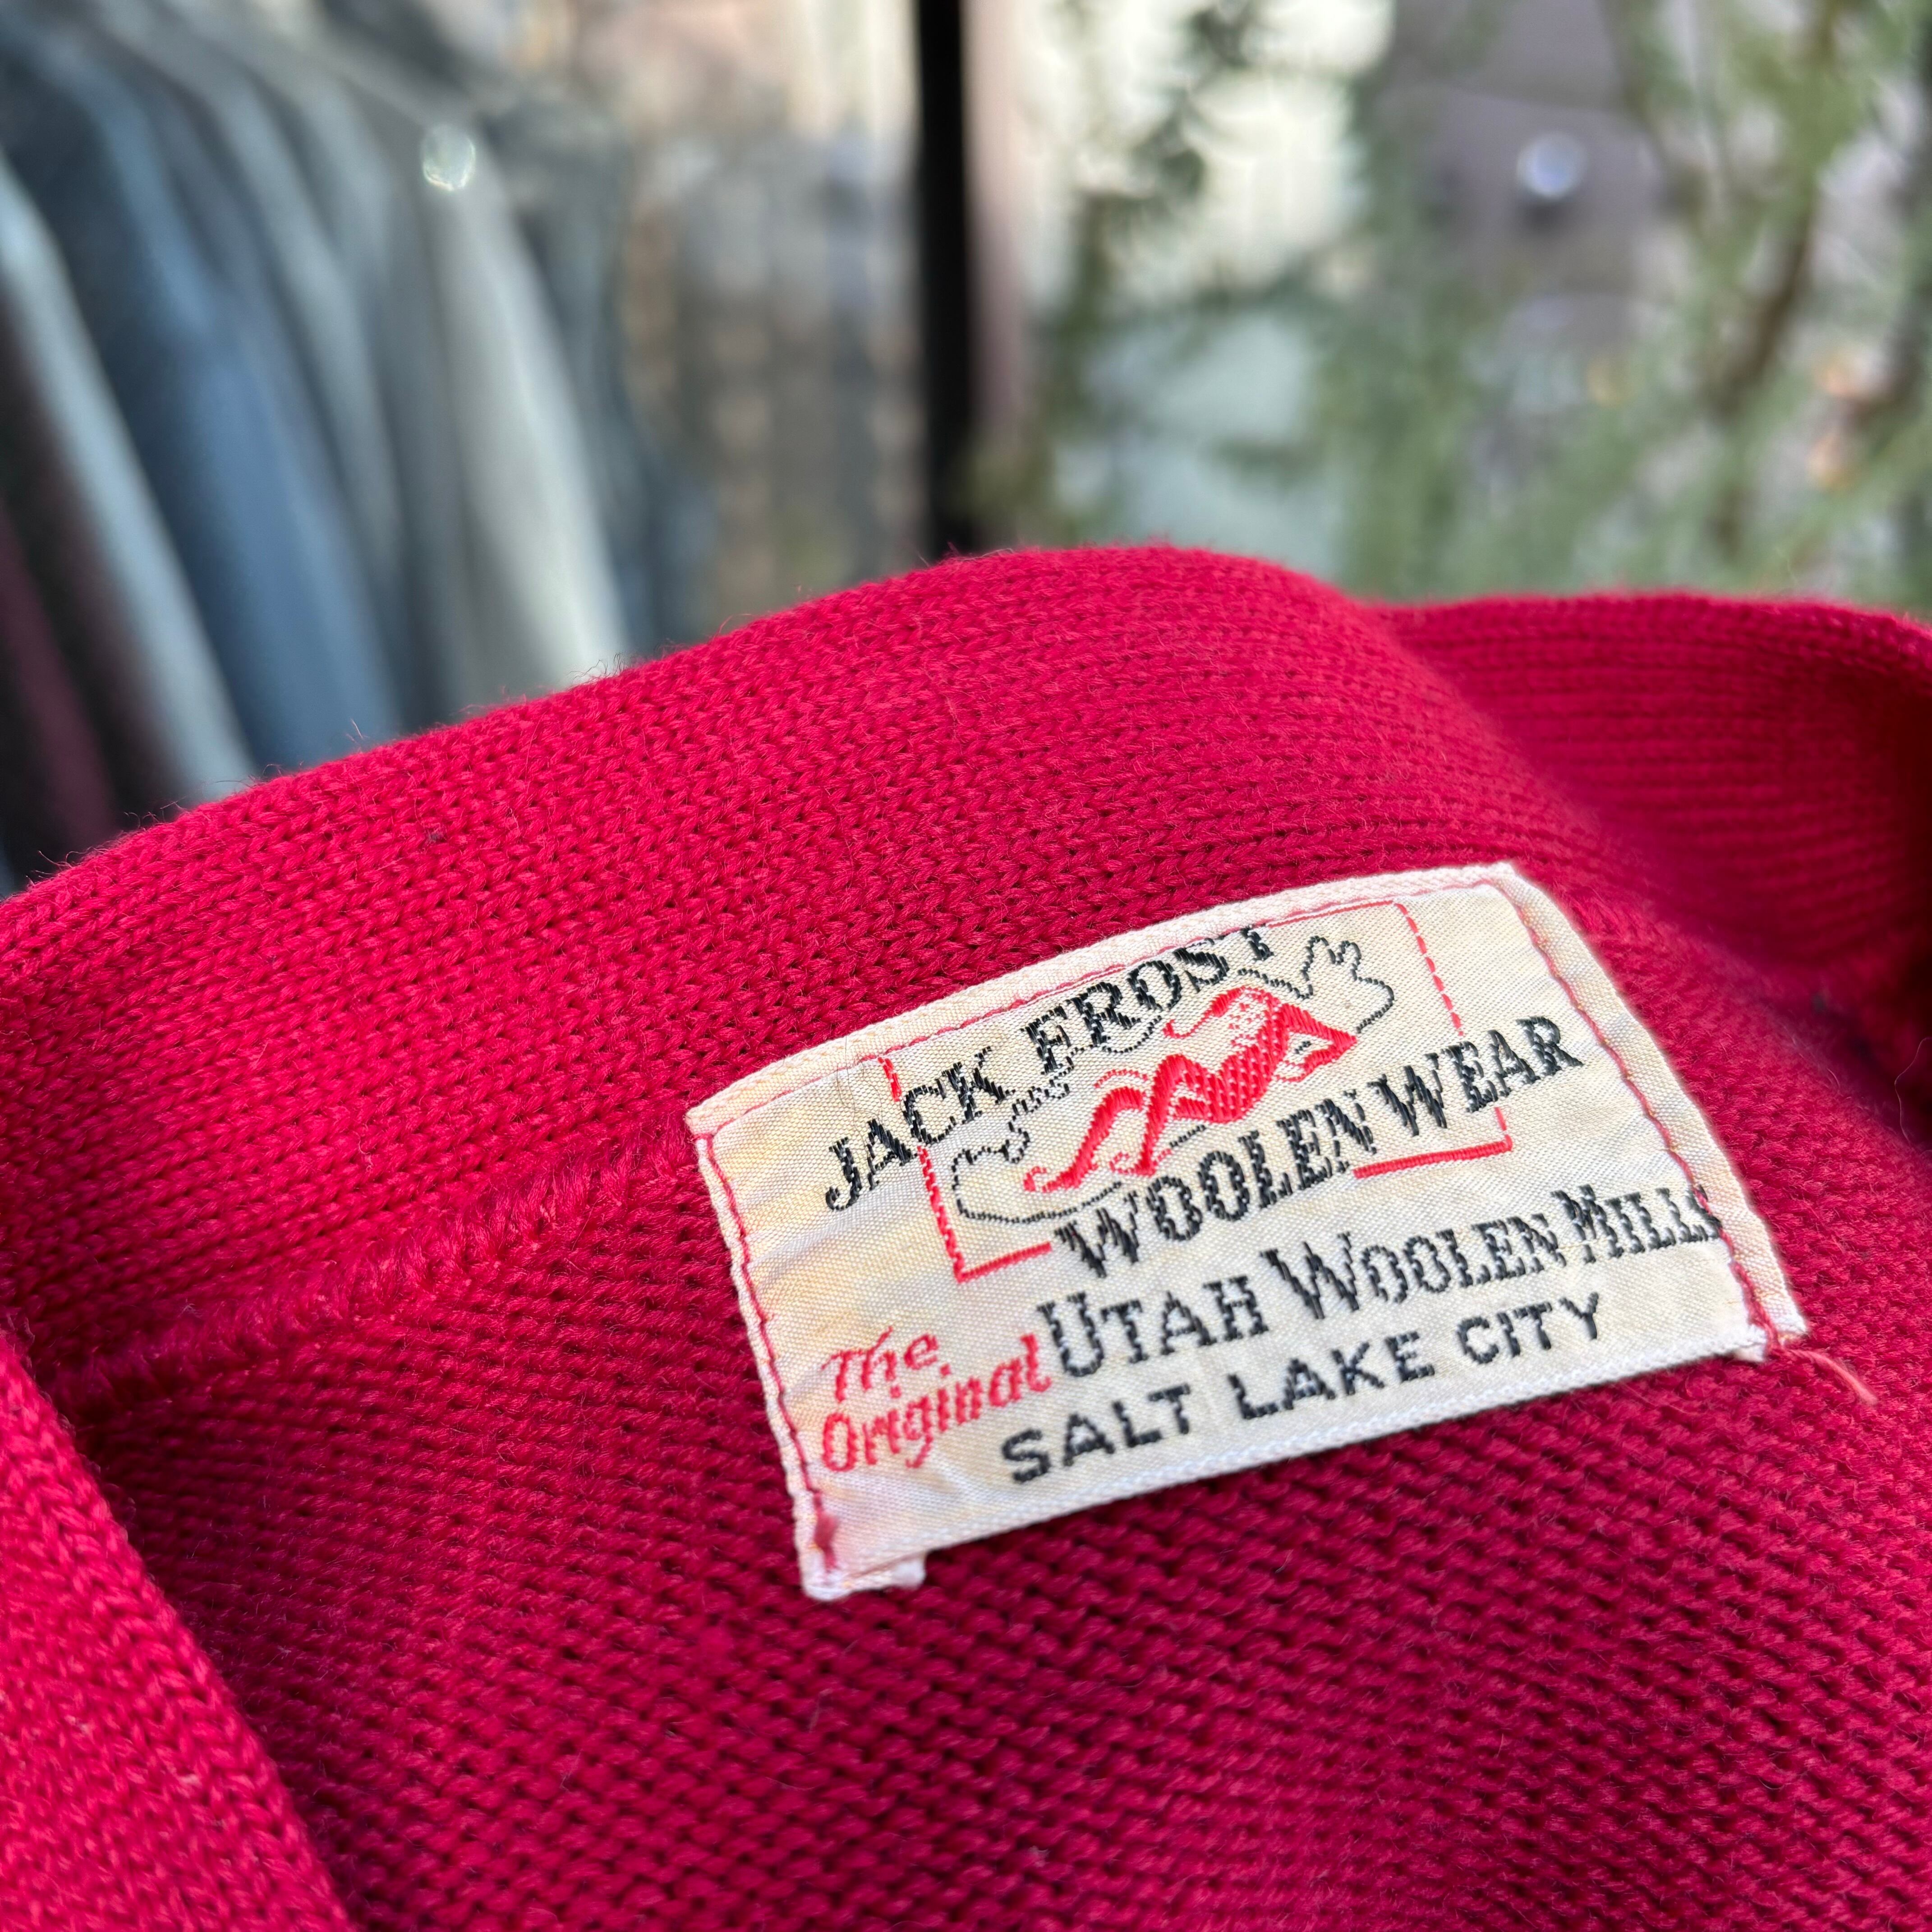 JACK FROST
WOOLEN WEAR
The Original UTAH WOOLEN MILLS
SALT LAKE CITY